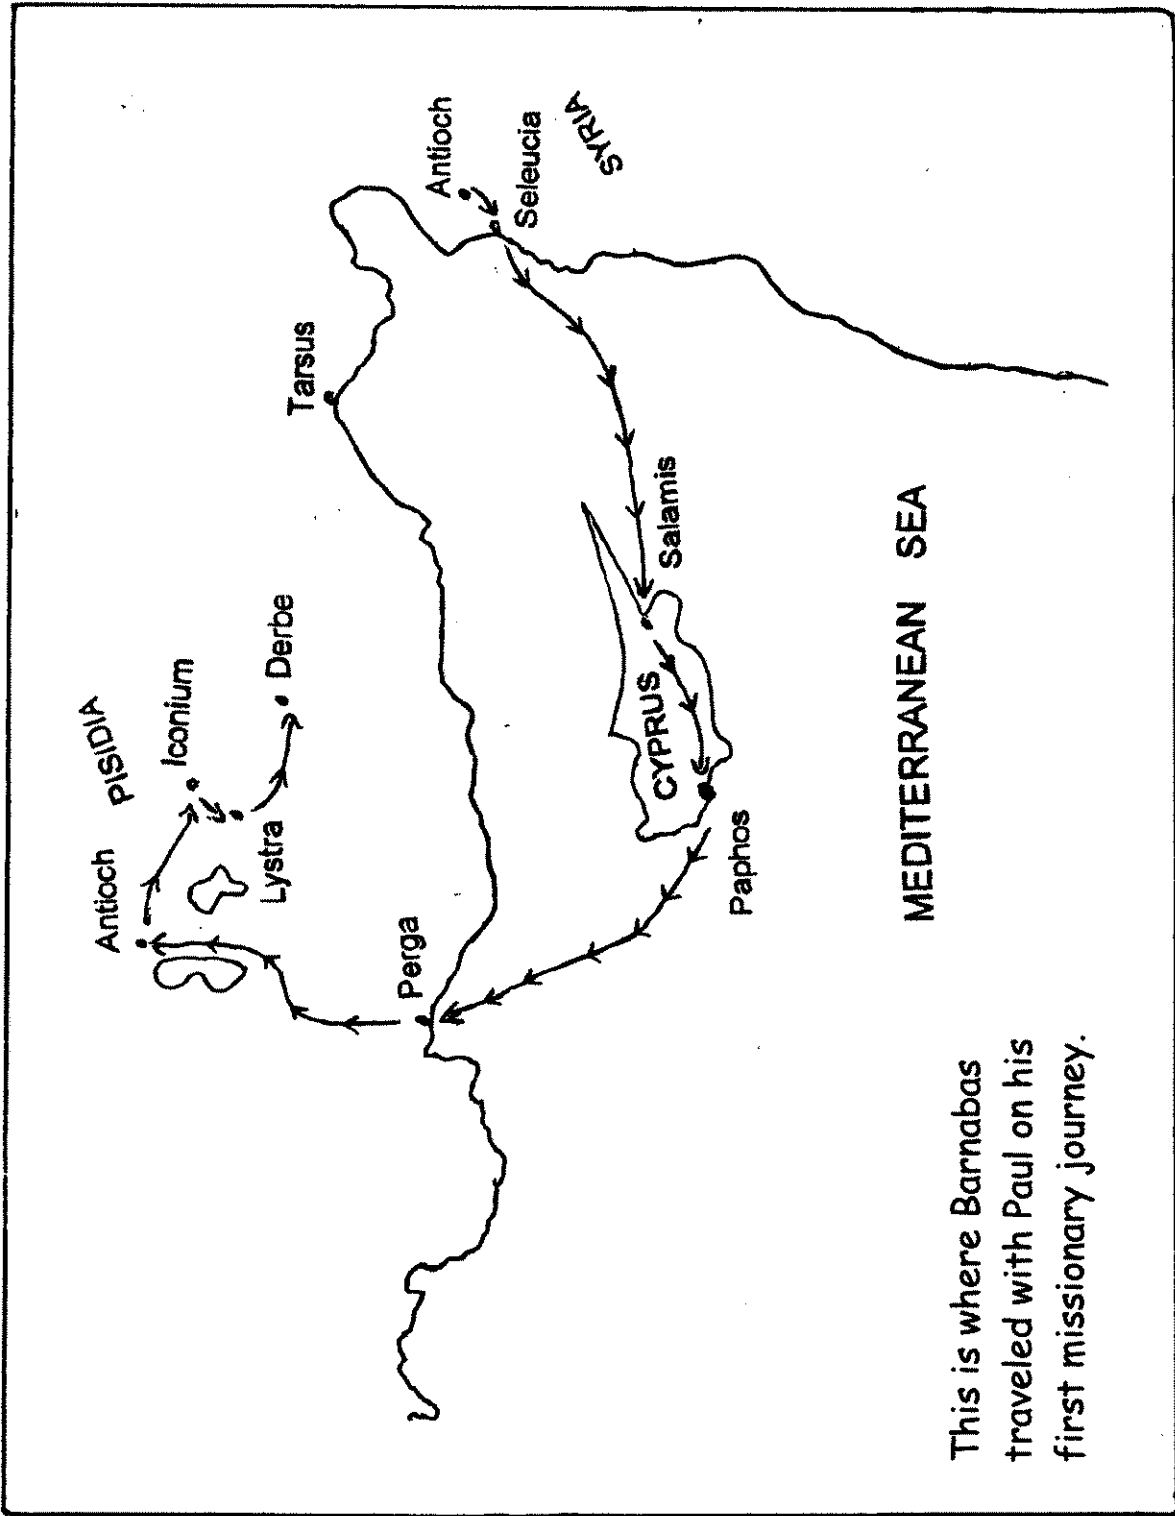 Antioch
PISIDIA
Iconium
Lystra
Derbe
Perga
Tarsus
Antioch
Seleucia
SYRIA
Salamis
CYPRUS
Paphos
MEDITERRANEAN SEA
This is where Barnabas
traveled with Paul on his
first missionary journey.